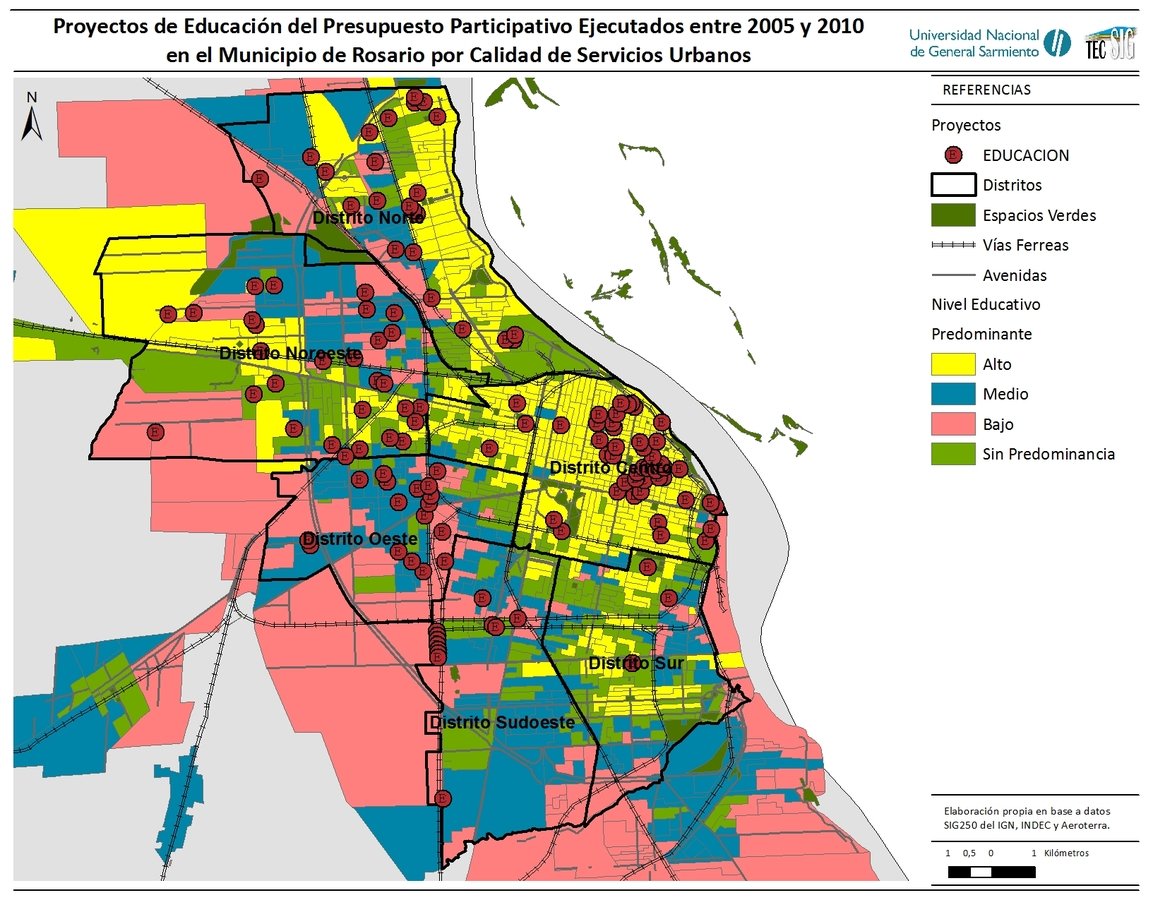 Proyectos de Educación del Presupuesto Participativo Ejecutados entre 2005 y 2010
en el Municipio de Rosario por Calidad de Servicios Urbanos
Universidad Nacional
de General Sarmiento
TEC SIG
N
REFERENCIAS
Proyectos
E EDUCACION
Distritos
Espacios Verdes
Vías Ferreas
Avenidas
Nivel Educativo
Predominante
Alto
Medio
Bajo
Sin Predominancia
Distrito Norte
Distrito Noroeste
Distrito Centro
Distrito Oeste
Distrito Sur
Distrito Sudoeste
Elaboración propia en base a datos
SIG250 del IGN, INDEC y Aeroterra.
1 0,5 0 1 Kilómetros